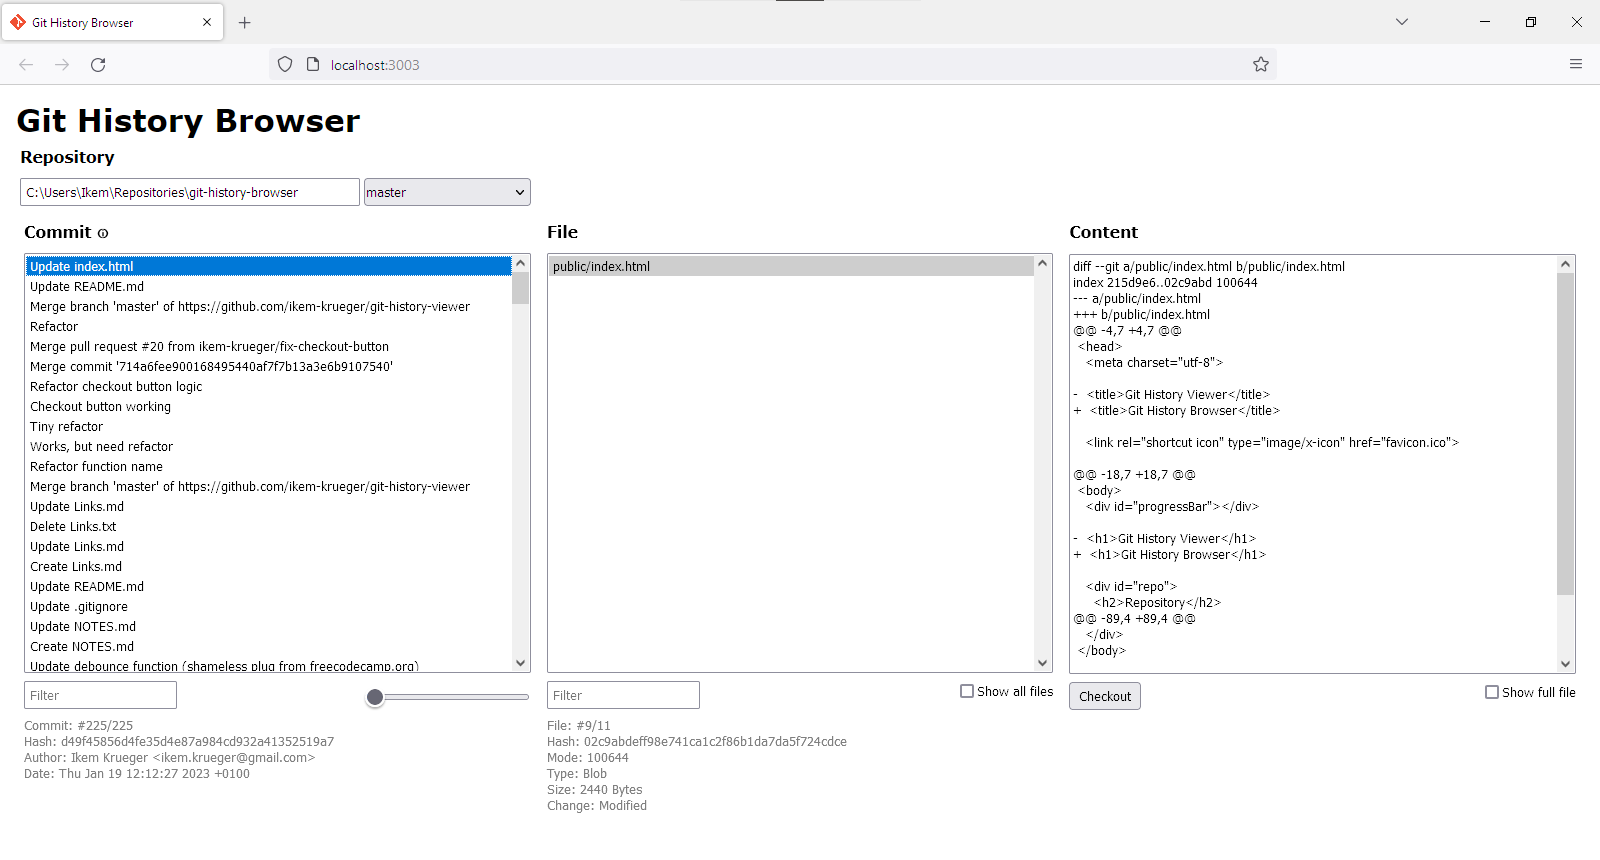 Git History Browser
localhost:3003
Git History Browser
Repository
C:\Users\Ikem\Repositories\git-history-browser
master
Commit
Update index.html
Update README.md
Merge branch 'master' of https://github.com/ikem-krueger/git-history-viewer
Refactor
Merge pull request #20 from ikem-krueger/fix-checkout-button
Merge commit '714a6fee900168495440af7f7b13a3e6b9107540'
Refactor checkout button logic
Checkout button working
Tiny refactor
Works, but need refactor
Refactor function name
Merge branch 'master' of https://github.com/ikem-krueger/git-history-viewer
Update Links.md
Delete Links.txt
Update Links.md
Create Links.md
Update README.md
Update .gitignore
Update NOTES.md
Create NOTES.md
Update debounce function (shameless plug from freecodecamp.org)
Filter
Commit: #225/225
Hash: d49f45856d4fe35d4e87a984cd932a41352519a7
Author: Ikem Krueger <ikem.krueger@gmail.com>
Date: Thu Jan 19 12:12:27 2023 +0100
File
public/index.html
Filter
Show all files
File: #9/11
Hash: 02c9abdeff98e741ca1c2f86b1da7da5f724cdce
Mode: 100644
Type: Blob
Size: 2440 Bytes
Change: Modified
Content
diff --git a/public/index.html b/public/index.html
index 215d9e6..02c9abd 100644
--- a/public/index.html
+++ b/public/index.html
@@ -4,7 +4,7 @@
<head>
<meta charset="utf-8">
- <title>Git History Viewer</title>
+ <title>Git History Browser</title>
<link rel="shortcut icon" type="image/x-icon" href="favicon.ico">
@@ -18,7 +18,7 @@
<body>
<div id="progressBar"></div>
- <h1>Git History Viewer</h1>
+ <h1>Git History Browser</h1>
<div id="repo">
<h2>Repository</h2>
@@ -89,4 +89,4 @@
</div>
</body>
Checkout
Show full file